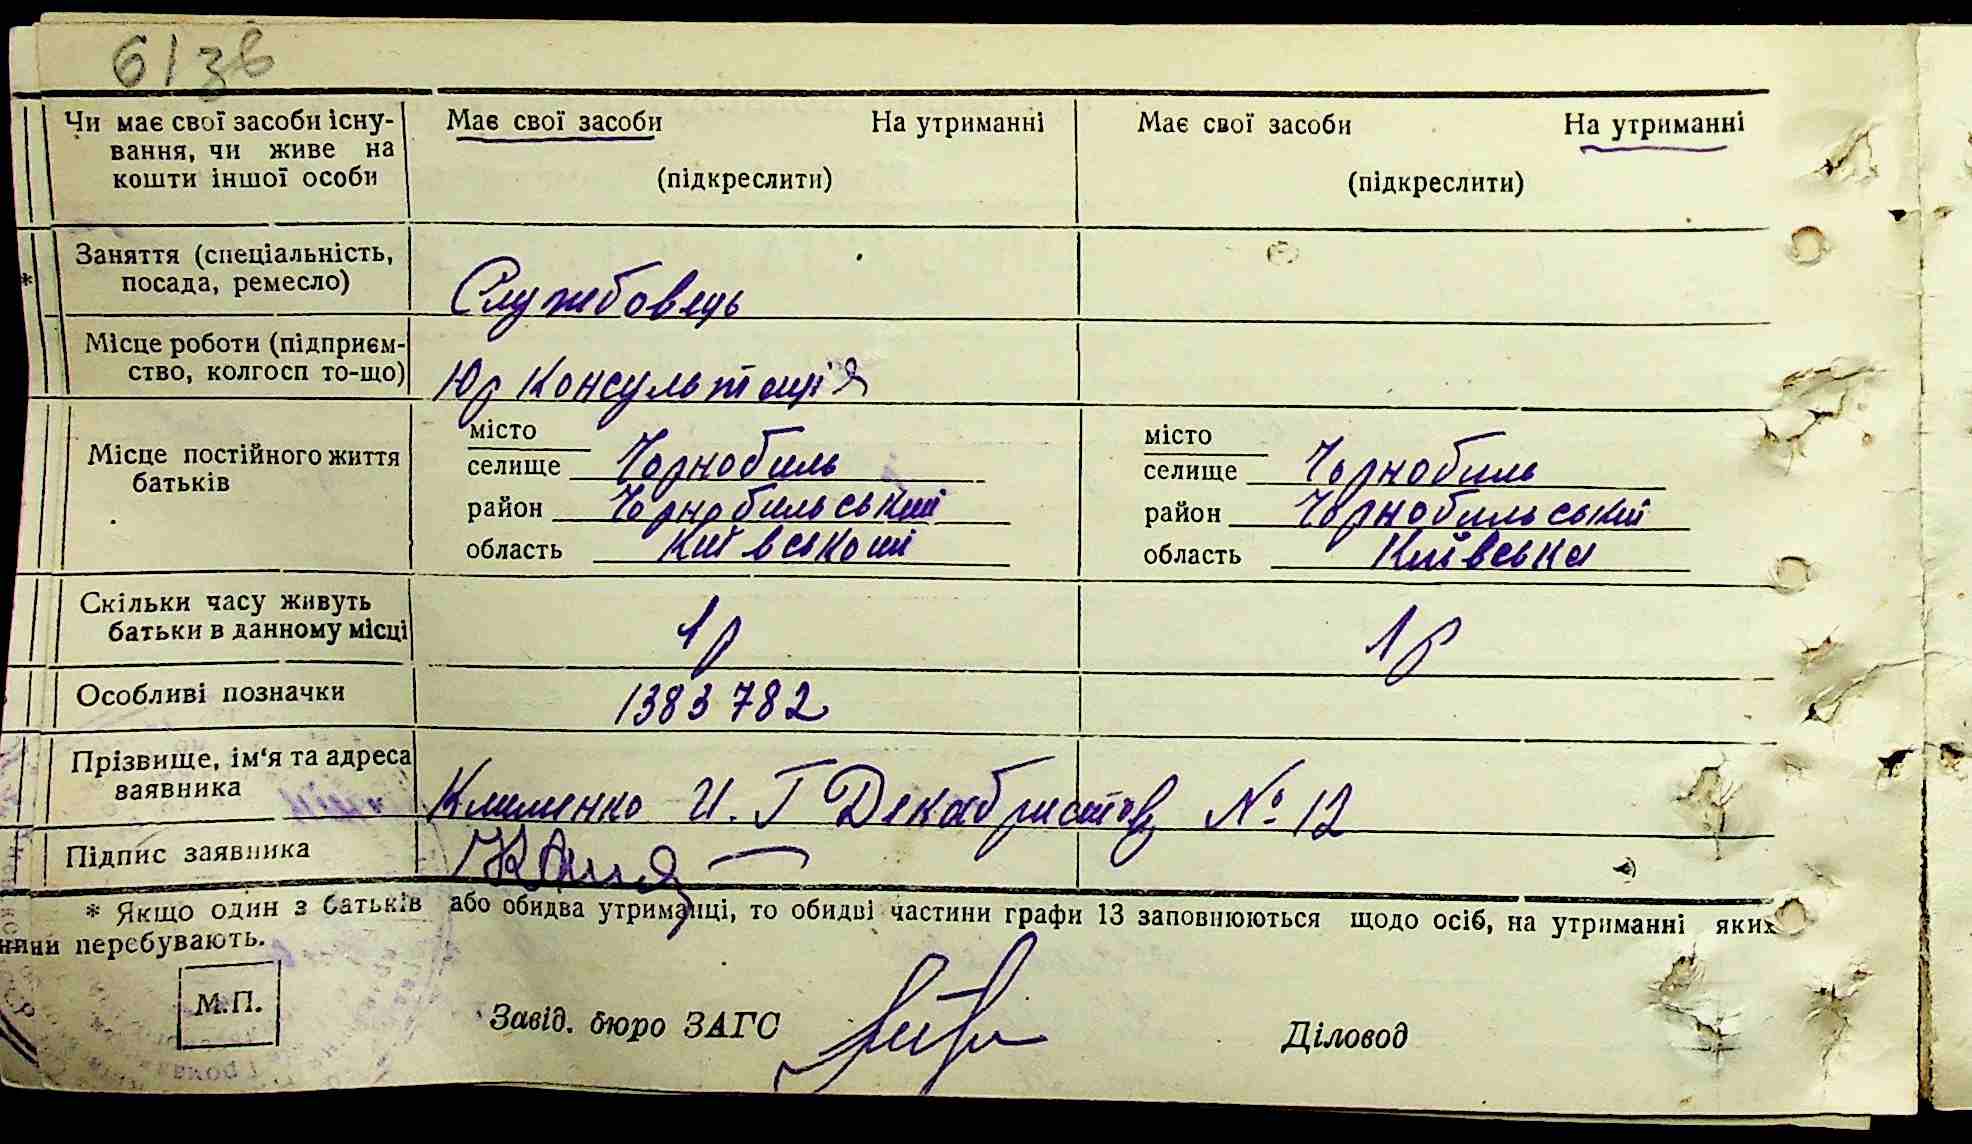 6138
Чи має свої засоби існу- Має свої засоби На утриманні Має свої засоби На утриманні
вання, чи живе на
кошти іншої особи (підкреслити) (підкреслити)
Заняття (спеціальність,
* посада, ремесло) Службовець
Місце роботи (підприєм-
ство, колгосп то-що) Юр Консультація
місто місто
Місце постійного життя селище Чорнобиль селище Чорнобиль
батьків район Чорнобильський район Чорнобильський
область Київської область Київська
Скільки часу живуть
батьки в данному місці 1р 1р
Особливі позначки 1383782
Прізвище, ім'я та адреса
заявника Клименко И. Г Декабристов № 12
Підпис заявника
* Якщо один з батьків або обидва утриманці, то обидві частини графи 13 заповнюються щодо осіб, на утриманні яких
перебувають.
М.П. Завід. бюро ЗАГС Діловод